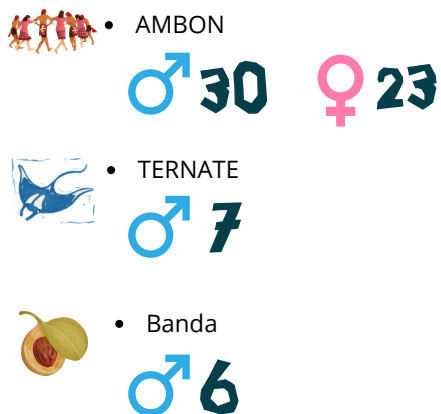 • AMBON
♂ 30 ♀ 23
• TERNATE
♂ 7
• Banda
♂ 6